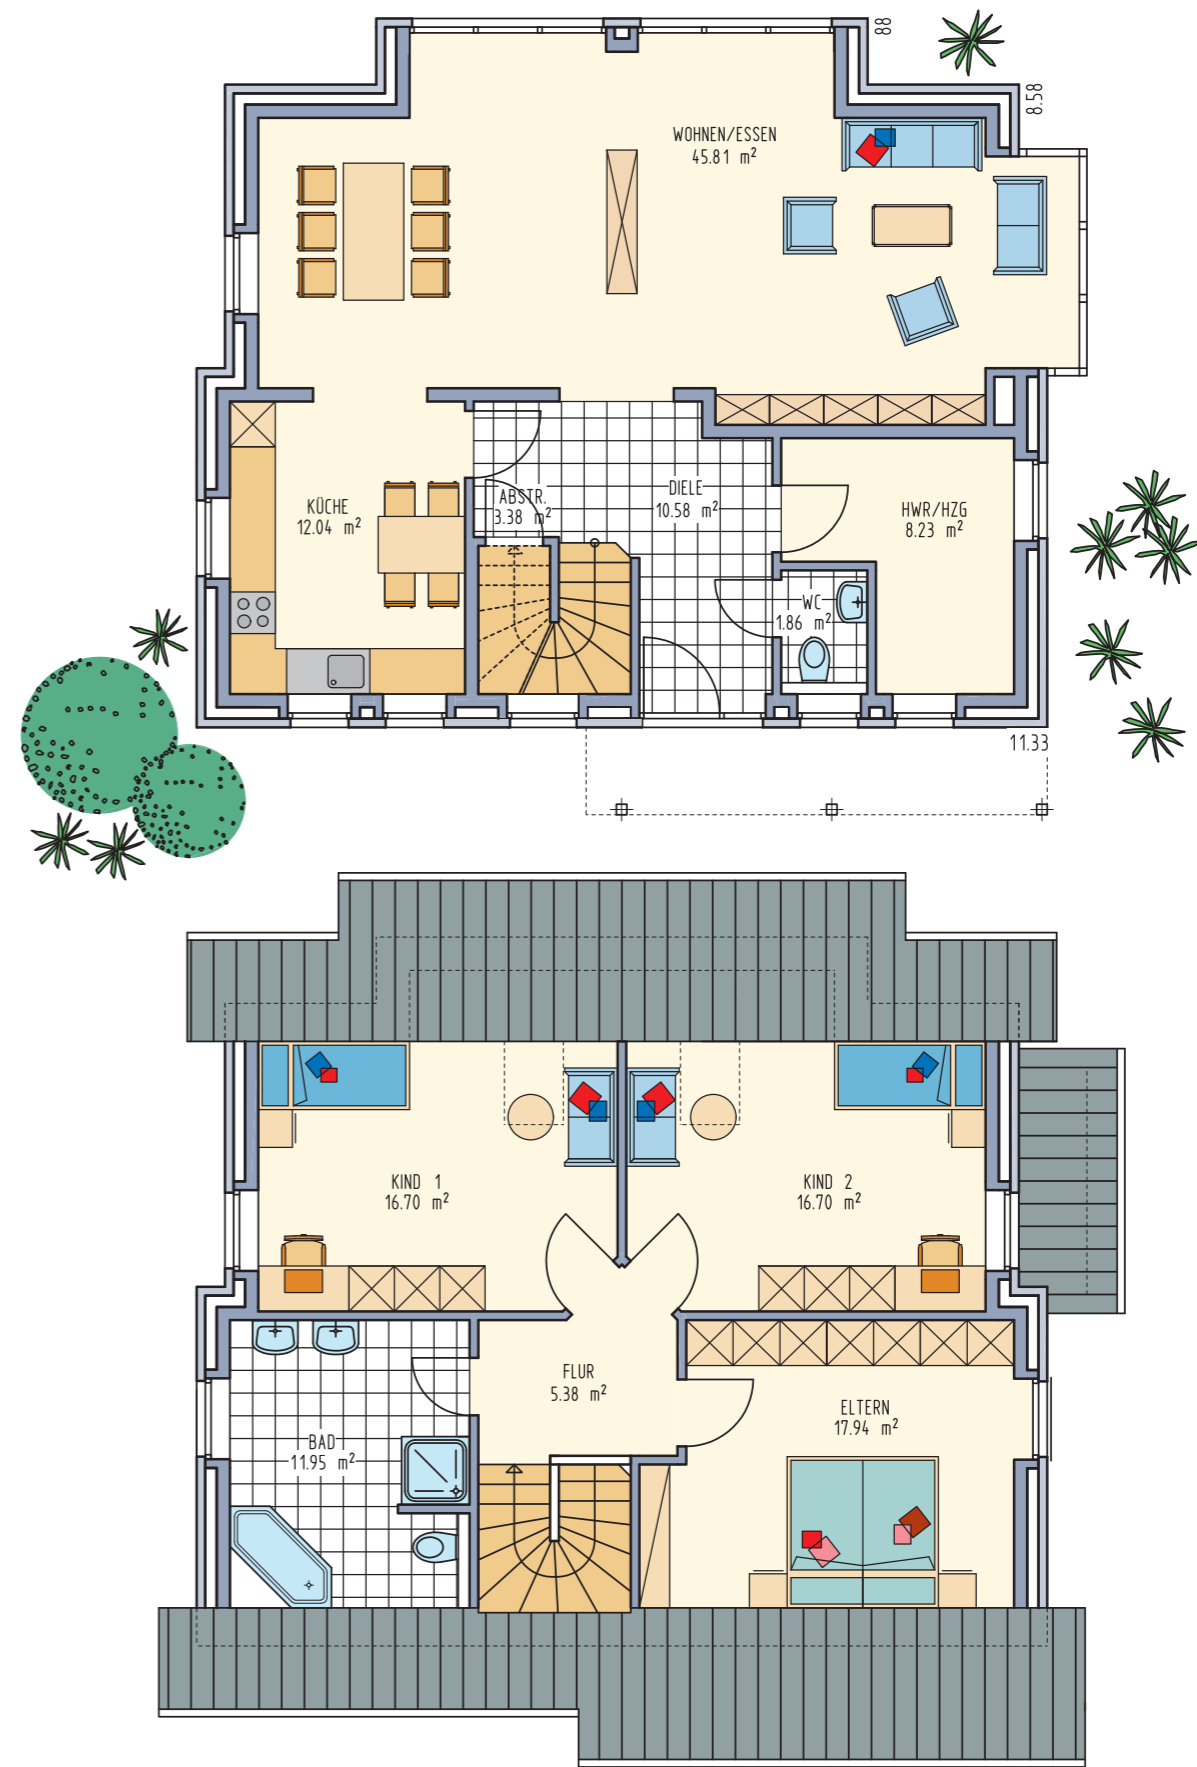 88
8.58
WOHNEN/ESSEN
45.81 m²
KÜCHE
12.04 m²
ABSTR.
3.38 m²
DIELE
10.58 m²
HWR/HZG
8.23 m²
WC
1.86 m²
11.33
KIND 1
16.70 m²
KIND 2
16.70 m²
FLUR
5.38 m²
ELTERN
17.94 m²
BAD
11.95 m²